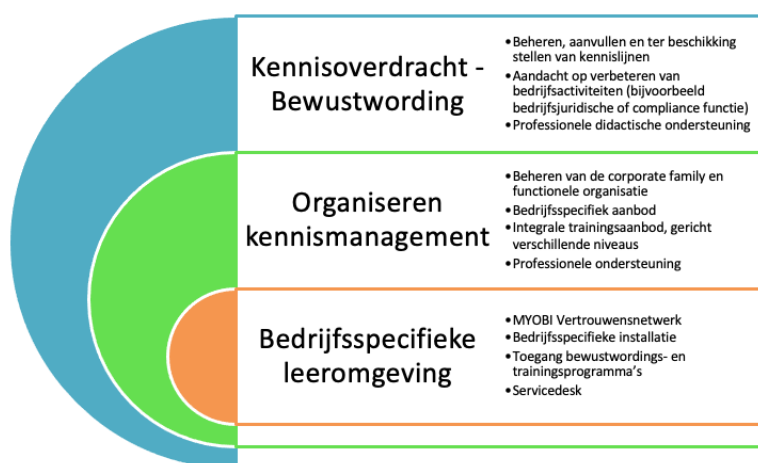 Kennisoverdracht -
Bewustwording
•Beheren, aanvullen en ter beschikking
stellen van kennislijnen
•Aandacht op verbeteren van
bedrijfsactiviteiten (bijvoorbeeld
bedrijfsjuridische of compliance functie)
•Professionele didactische ondersteuning
Organiseren
kennismanagement
•Beheren van de corporate family en
functionele organisatie
•Bedrijfsspecifiek aanbod
•Integrale trainingsaanbod, gericht
verschillende niveaus
•Professionele ondersteuning
Bedrijfsspecifieke
leeromgeving
•MYOBI Vertrouwensnetwerk
•Bedrijfsspecifieke installatie
•Toegang bewustwordings- en
trainingsprogramma’s
•Servicedesk